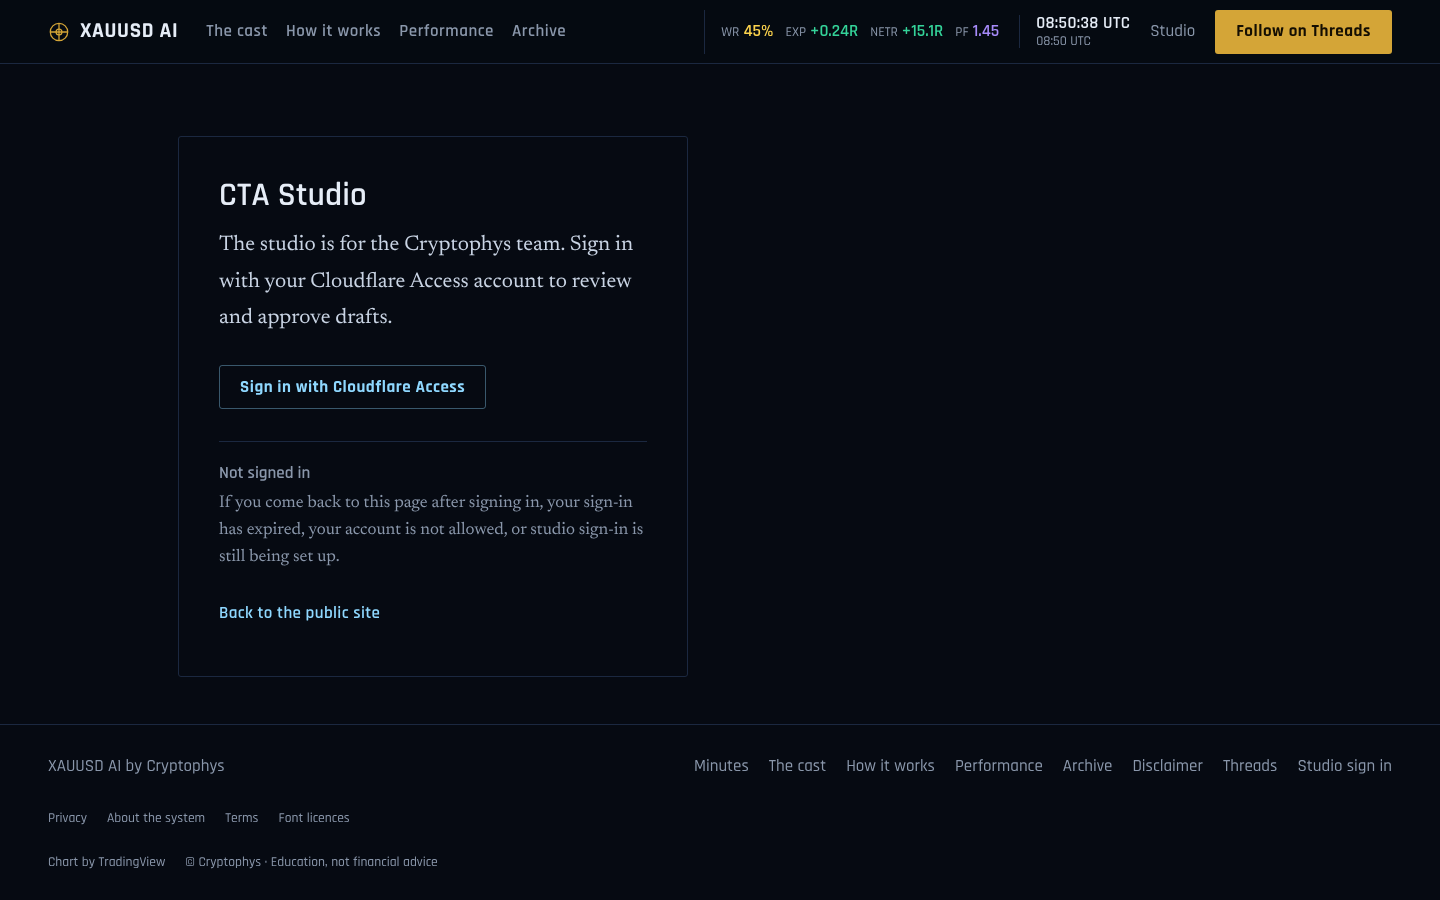 XAUUSD AI The cast How it works Performance Archive WR 45% EXP +0.24R NETR +15.1R PF 1.45 08:50:38 UTC Studio Follow on Threads
08:50 UTC
CTA Studio
The studio is for the Cryptophys team. Sign in
with your Cloudflare Access account to review
and approve drafts.
Sign in with Cloudflare Access
Not signed in
If you come back to this page after signing in, your sign-in
has expired, your account is not allowed, or studio sign-in is
still being set up.
Back to the public site
XAUUSD AI by Cryptophys Minutes The cast How it works Performance Archive Disclaimer Threads Studio sign in
Privacy About the system Terms Font licences
Chart by TradingView © Cryptophys · Education, not financial advice